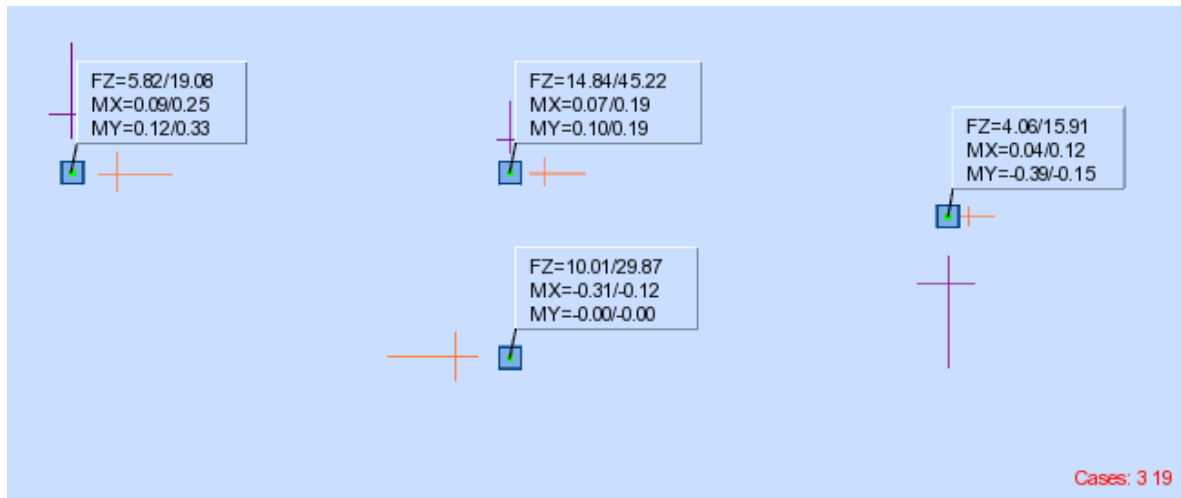 FZ=5.82/19.08
MX=0.09/0.25
MY=0.12/0.33
FZ=14.84/45.22
MX=0.07/0.19
MY=0.10/0.19
FZ=4.06/15.91
MX=0.04/0.12
MY=-0.39/-0.15
FZ=10.01/29.87
MX=-0.31/-0.12
MY=-0.00/-0.00
Cases: 3 19